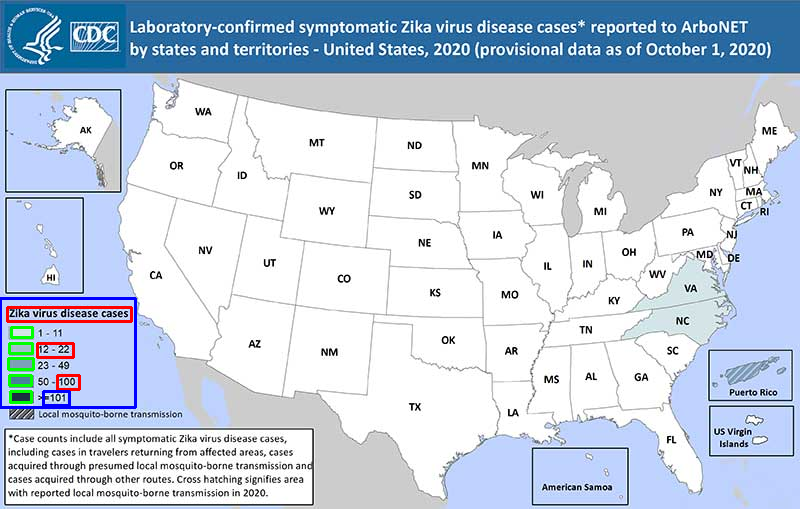 Laboratory-confirmed symptomatic Zika virus disease cases* reported to ArboNET
by states and territories - United States, 2020 (provisional data as of October 1, 2020)
CDC
AK
HI
WA
OR
CA
ID
NV
MT
WY
UT
AZ
CO
NM
ND
SD
NE
KS
OK
TX
MN
IA
MO
AR
LA
WI
IL
MS
MI
IN
KY
TN
AL
OH
WV
GA
FL
SC
NC
VA
PA
NY
ME
VT
NH
MA
CT
RI
NJ
DE
MD
Zika virus disease cases
1 - 11
12 - 22
23 - 49
50 - 100
>=101
Local mosquito-borne transmission
*Case counts include all symptomatic Zika virus disease cases,
including cases in travelers returning from affected areas, cases
acquired through presumed local mosquito-borne transmission and
cases acquired through other routes. Cross hatching signifies area
with reported local mosquito-borne transmission in 2020.
Puerto Rico
US Virgin
Islands
American Samoa